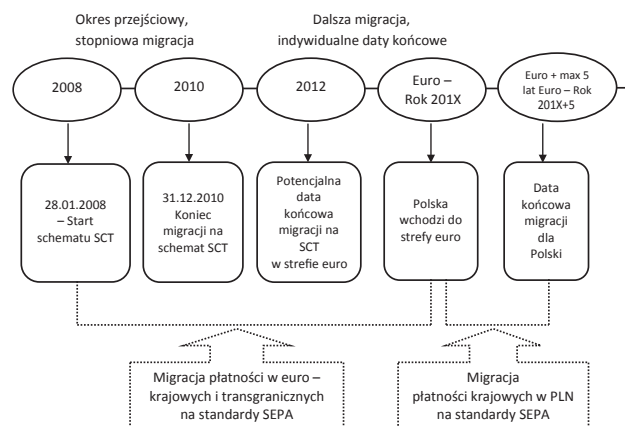 Okres przejściowy,
stopniowa migracja
Dalsza migracja,
indywidualne daty końcowe
2008
2010
2012
Euro –
Rok 201X
Euro + max 5
lat Euro – Rok
201X+5
28.01.2008
– Start
schematu SCT
31.12.2010
Koniec
migracji na
schemat SCT
Potencjalna
data
końcowa
migracji na
SCT
w strefie euro
Polska
wchodzi do
strefy euro
Data
końcowa
migracji
dla
Polski
Migracja płatności w euro –
krajowych i transgranicznych
na standardy SEPA
Migracja
płatności krajowych w PLN
na standardy SEPA